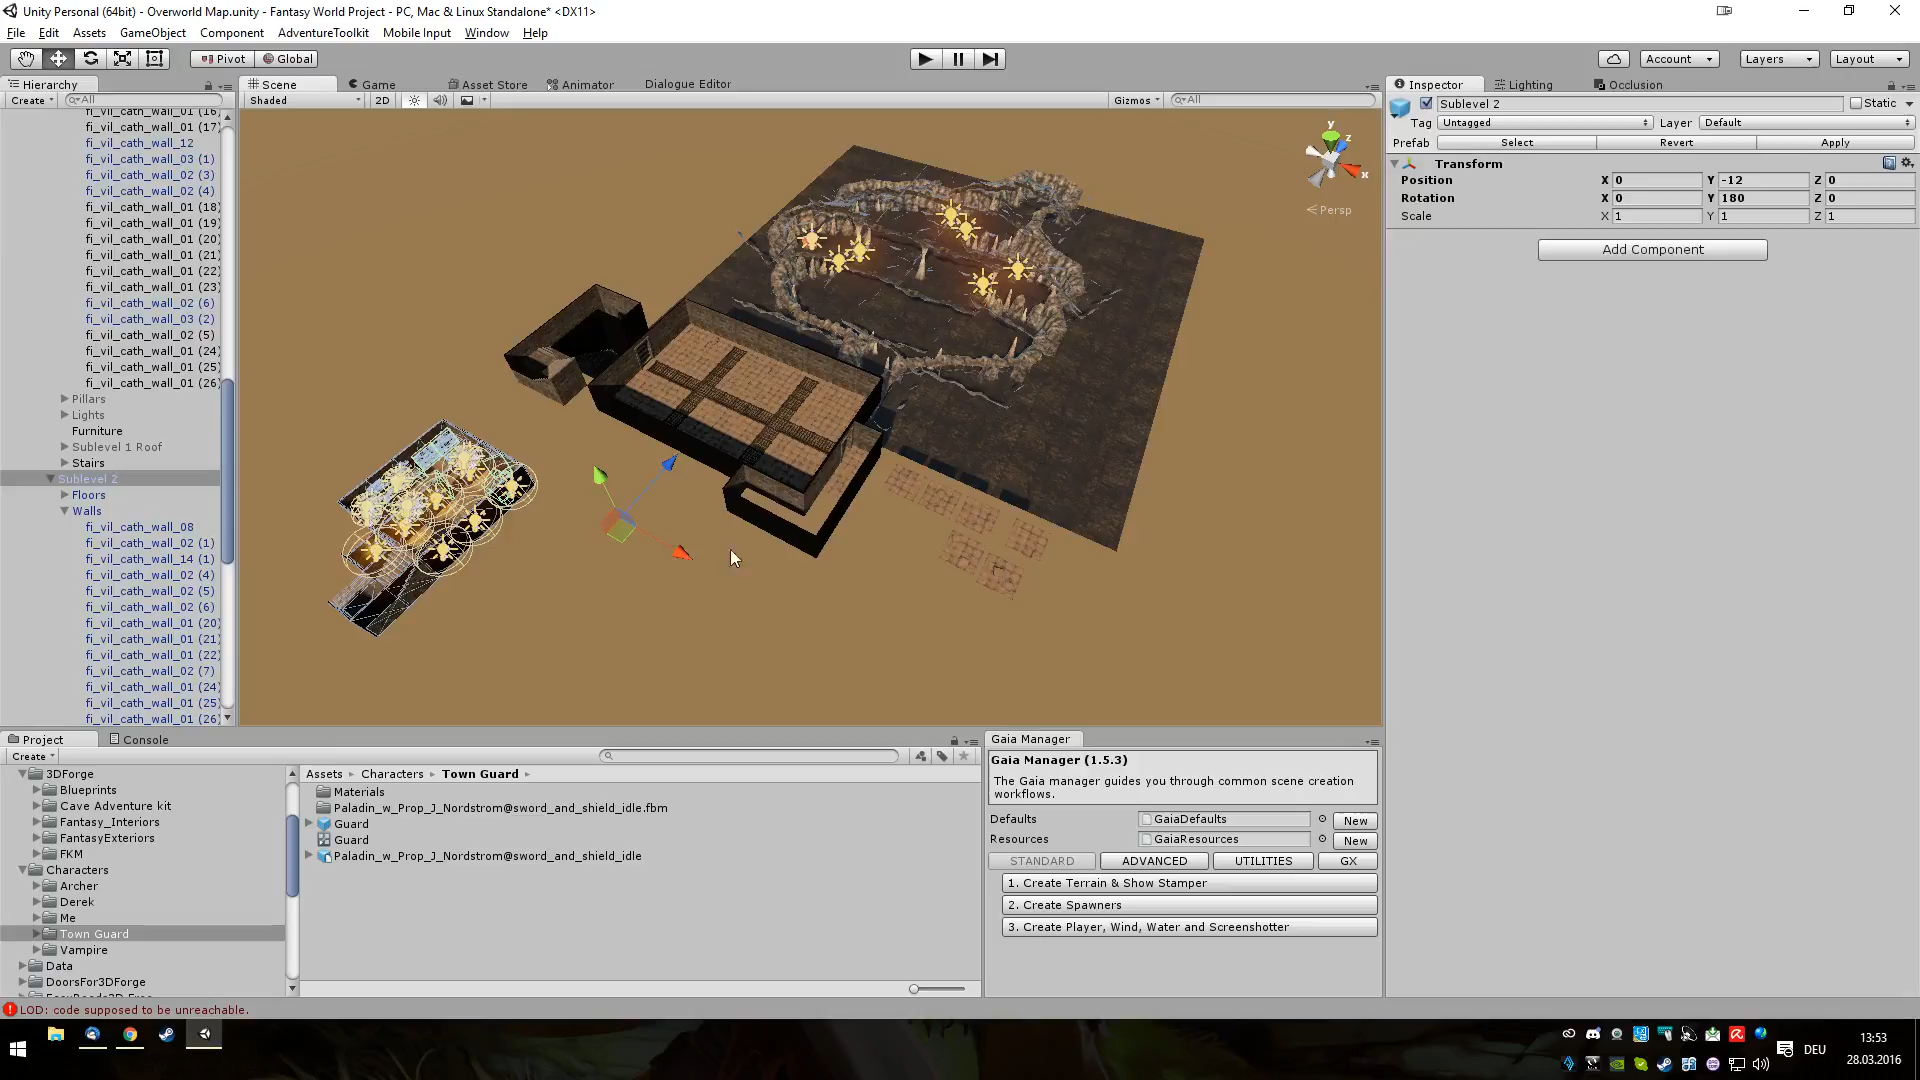 Unity Personal (64bit) - Overworld Map.unity - Fantasy World Project - PC, Mac & Linux Standalone* <DX11>
File Edit Assets GameObject Component AdventureToolkit Mobile Input Window Help
Pivot Global Account Layers Layout
Hierarchy Scene Game Asset Store Animator Dialogue Editor Inspector Lighting Occlusion
Create All Shaded 2D Gizmos All Sublevel 2 Static
fi_vil_cath_wall_01 (16)
fi_vil_cath_wall_01 (17) Tag Untagged Layer Default
fi_vil_cath_wall_12 Prefab Select Revert Apply
fi_vil_cath_wall_03 (1) Transform
fi_vil_cath_wall_02 (3) Position X 0 Y -12 Z 0
fi_vil_cath_wall_02 (4) Rotation X 0 Y 180 Z 0
fi_vil_cath_wall_01 (18) Scale X 1 Y 1 Z 1
fi_vil_cath_wall_01 (19)
fi_vil_cath_wall_01 (20) Add Component
fi_vil_cath_wall_01 (21)
fi_vil_cath_wall_01 (22)
fi_vil_cath_wall_01 (23)
fi_vil_cath_wall_02 (6)
fi_vil_cath_wall_03 (2)
fi_vil_cath_wall_02 (5)
fi_vil_cath_wall_01 (24)
fi_vil_cath_wall_01 (25)
fi_vil_cath_wall_01 (26)
Pillars
Lights
Furniture
Sublevel 1 Roof
Stairs
Sublevel 2
Floors
Walls
fi_vil_cath_wall_08
fi_vil_cath_wall_02 (1)
fi_vil_cath_wall_14 (1)
fi_vil_cath_wall_02 (4)
fi_vil_cath_wall_02 (5)
fi_vil_cath_wall_02 (6)
fi_vil_cath_wall_01 (20)
fi_vil_cath_wall_01 (21)
fi_vil_cath_wall_01 (22)
fi_vil_cath_wall_02 (7)
fi_vil_cath_wall_01 (24)
fi_vil_cath_wall_01 (25)
fi_vil_cath_wall_01 (26)
y
z
x
Persp
Project Console
Create
3DForge
Blueprints
Cave Adventure kit
Fantasy_Interiors
FantasyExteriors
FKM
Characters
Archer
Derek
Me
Town Guard
Vampire
Data
DoorsForF3DForge
Assets Characters Town Guard
Materials
Paladin_w_Prop_J_Nordstrom@sword_and_shield_idle.fbm
Guard
Guard
Paladin_w_Prop_J_Nordstrom@sword_and_shield_idle
Gaia Manager
Gaia Manager (1.5.3)
The Gaia manager guides you through common scene creation
workflows.
Defaults GaiaDefaults New
Resources GaiaResources New
STANDARD ADVANCED UTILITIES GX
1. Create Terrain & Show Stamper
2. Create Spawners
3. Create Player, Wind, Water and Screenshotter
LOD: code supposed to be unreachable.
DEU
13:53
28.03.2016